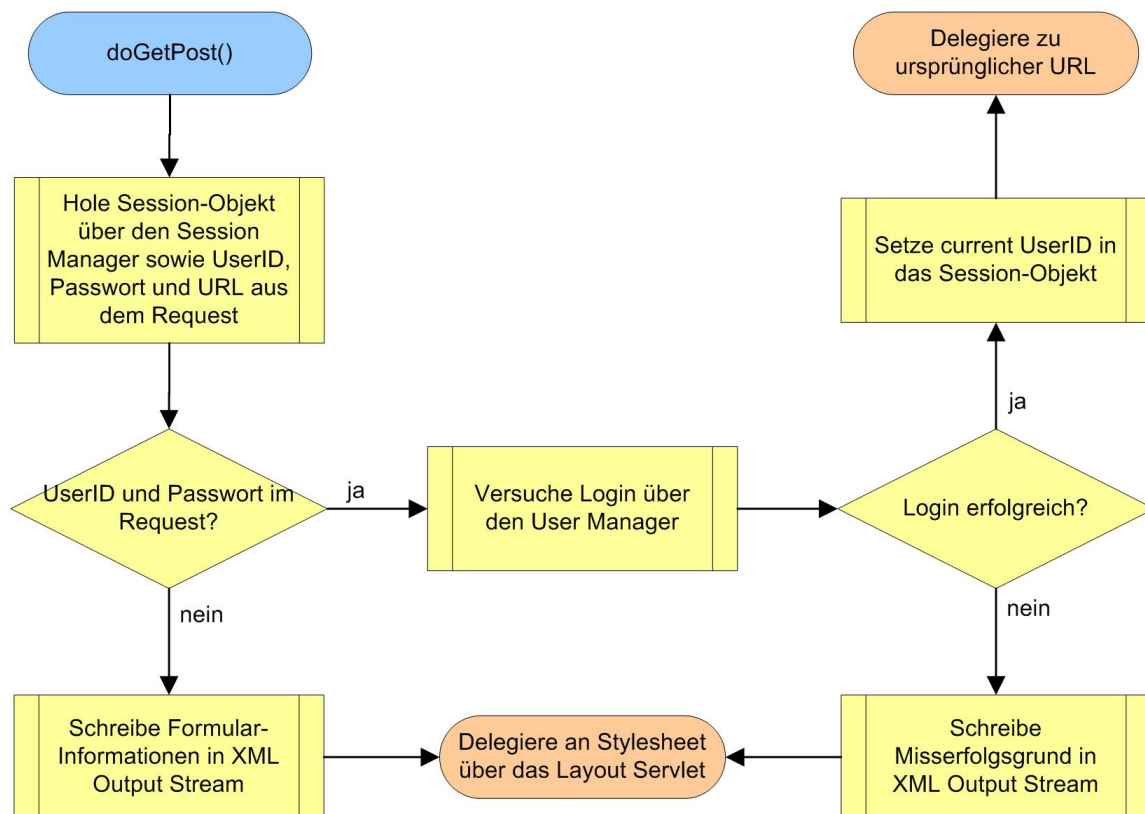 doGetPost()
Hole Session-Objekt
über den Session
Manager sowie UserID,
Passwort und URL aus
dem Request
UserID und Passwort im
Request?
ja
nein
Versuche Login über
den User Manager
Login erfolgreich?
ja
nein
Setze current UserID in
das Session-Objekt
Delegiere zu
ursprünglicher URL
Schreibe Formular-
Informationen in XML
Output Stream
Delegiere an Stylesheet
über das Layout Servlet
Schreibe
Misserfolgsgrund in
XML Output Stream